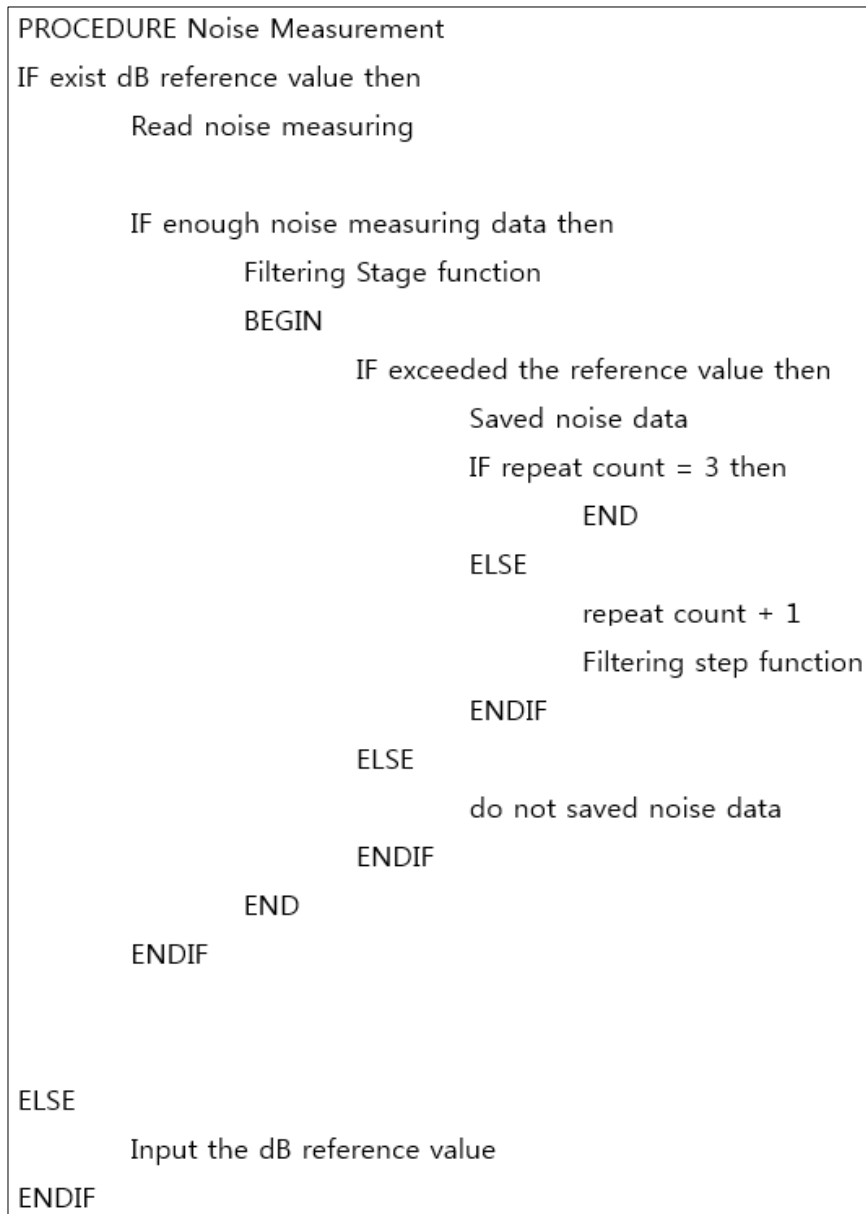 PROCEDURE Noise Measurement
IF exist dB reference value then
Read noise measuring
IF enough noise measuring data then
Filtering Stage function
BEGIN
IF exceeded the reference value then
Saved noise data
IF repeat count = 3 then
END
ELSE
repeat count + 1
Filtering step function
ENDIF
ELSE
do not saved noise data
ENDIF
END
ENDIF
ELSE
Input the dB reference value
ENDIF